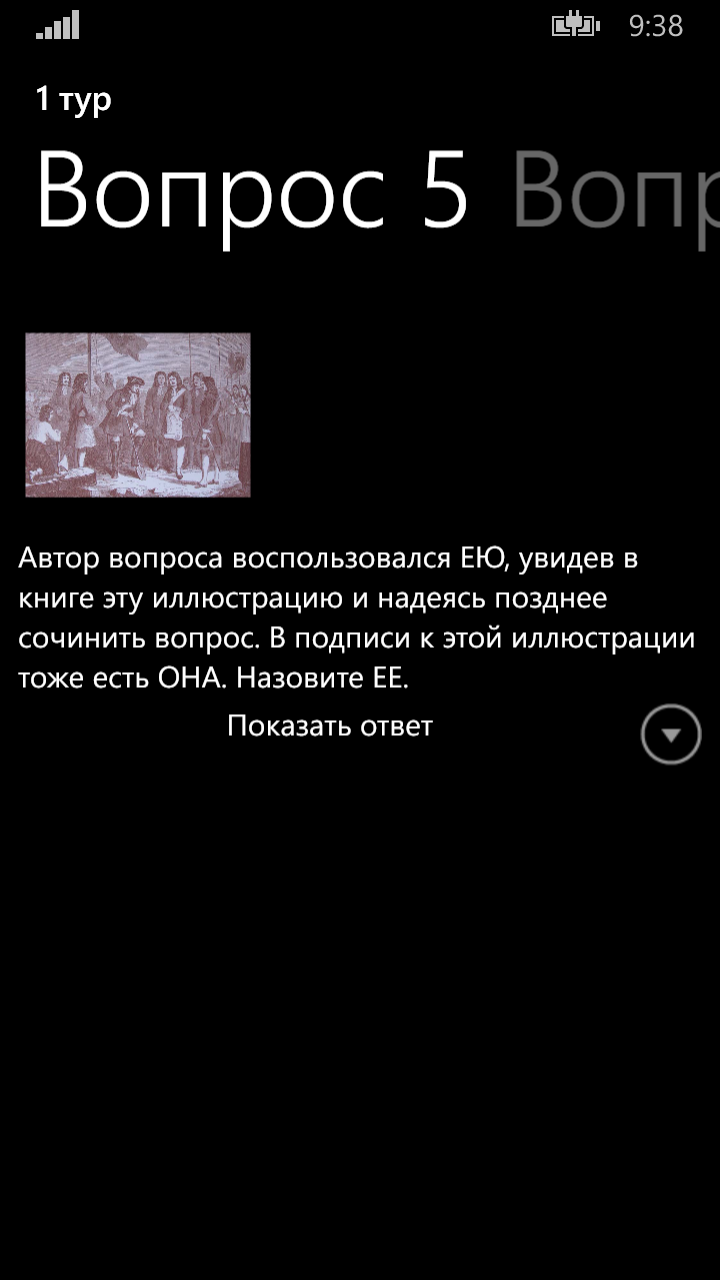 9:38
1 тур
Вопрос 5 Вопр
Автор вопроса воспользовался ЕЮ, увидев в
книге эту иллюстрацию и надеясь позднее
сочинить вопрос. В подписи к этой иллюстрации
тоже есть ОНА. Назовите ЕЕ.
Показать ответ